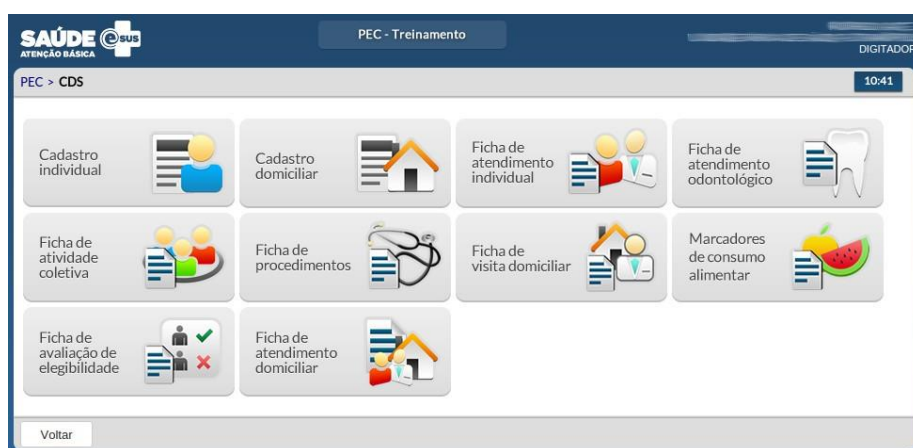 SAÚDE e SUS
ATENÇÃO BÁSICA
PEC - Treinamento
DIGITADOR
PEC > CDS
10:41
Cadastro
individual
Cadastro
domiciliar
Ficha de
atendimento
individual
Ficha de
atendimento
odontológico
Ficha de
atividade
coletiva
Ficha de
procedimentos
Ficha de
visita domiciliar
Marcadores
de consumo
alimentar
Ficha de
avaliação de
elegibilidade
Ficha de
atendimento
domiciliar
Voltar